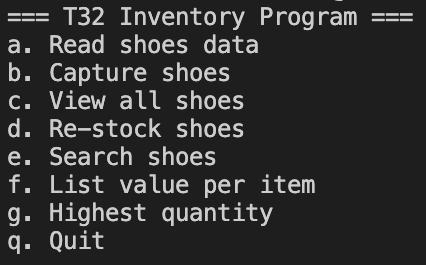 === T32 Inventory Program ===
a. Read shoes data
b. Capture shoes
c. View all shoes
d. Re-stock shoes
e. Search shoes
f. List value per item
g. Highest quantity
q. Quit